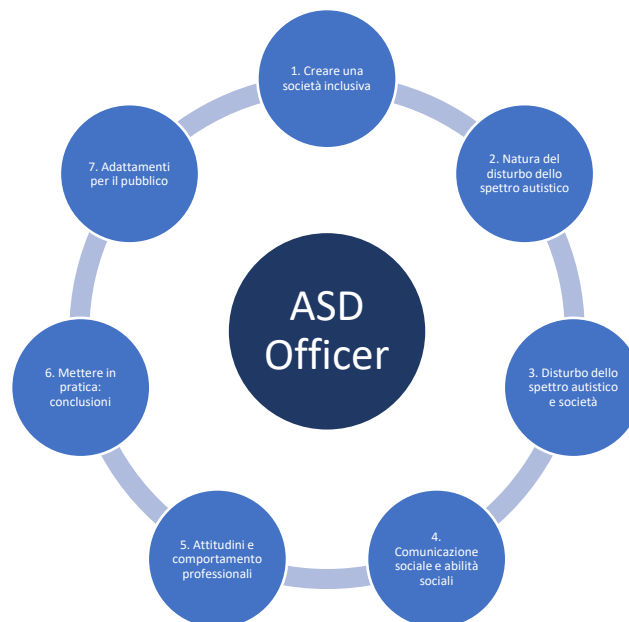 1. Creare una
società inclusiva
2. Natura del
disturbo dello
spettro autistico
3. Disturbo dello
spettro autistico
e società
4.
Comunicazione
sociale e abilità
sociali
5. Attitudini e
comportamento
professionali
6. Mettere in
pratica:
conclusioni
7. Adattamenti
per il pubblico
ASD
Officer